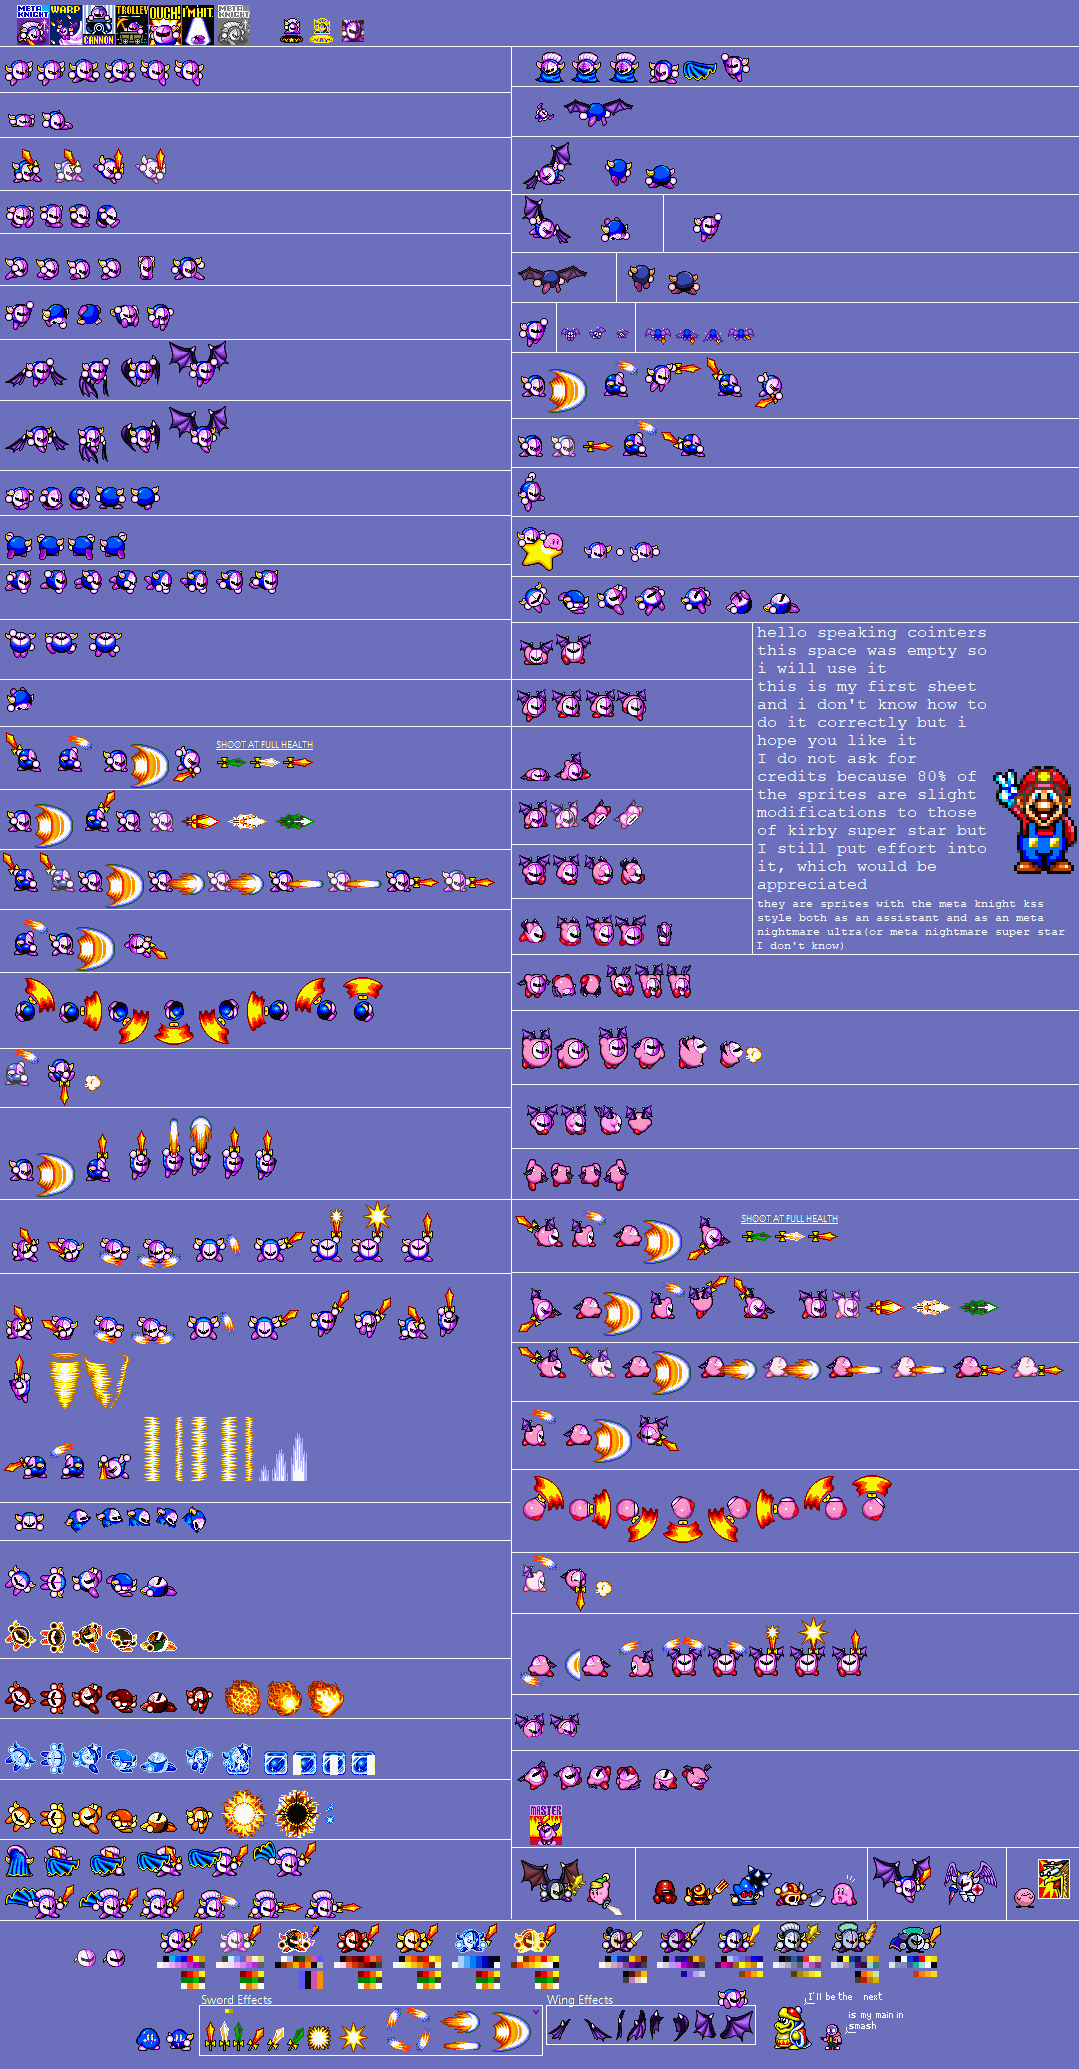 META KNIGHT
WARP
CANNON
TROLLEY
OUCH!
I'M HIT.
META KNIGHT
SHOOT AT FULL HEALTH
hello speaking cointers
this space was empty so
i will use it
this is my first sheet
and i don't know how to
do it correctly but i
hope you like it
I do not ask for
credits because 80% of
the sprites are slight
modifications to those
of kirby super star but
I still put effort into
it, which would be
appreciated
they are sprites with the meta knight kss
style both as an assistant and as an meta
nightmare ultra(or meta nightmare super star
I don't know)
SHOOT AT FULL HEALTH
MASTER
Sword Effects
Wing Effects
I'll be the next
is my main in
smash